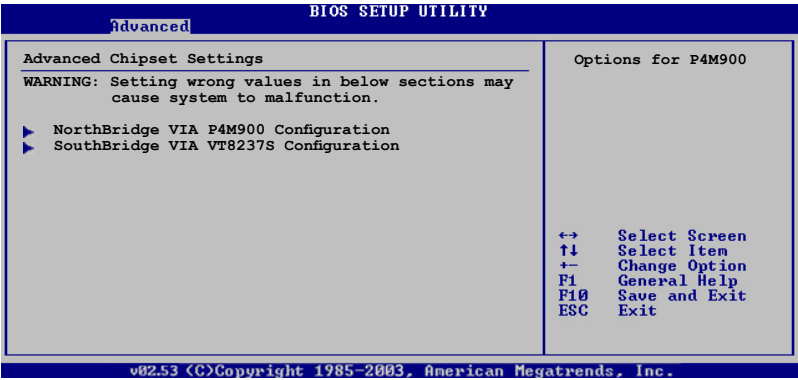 BIOS SETUP UTILITY
Advanced
Advanced Chipset Settings
WARNING: Setting wrong values in below sections may
cause system to malfunction.
NorthBridge VIA P4M900 Configuration
SouthBridge VIA VT8237S Configuration
Options for P4M900
←→ Select Screen
↑↓ Select Item
+- Change Option
F1 General Help
F10 Save and Exit
ESC Exit
v02.53 (C)Copyright 1985-2003, American Megatrends, Inc.